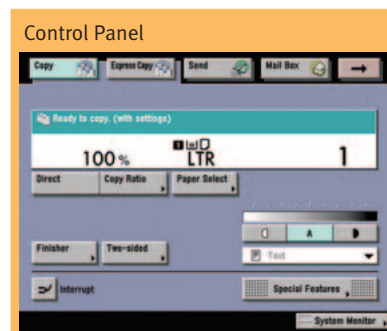 Control Panel
Copy Express Copy Send Mail Box
Ready to copy. (with settings)
100 % LTR 1
Direct Copy Ratio Paper Select
A
Finisher Two-sided Text
Interrupt Special Features
System Monitor